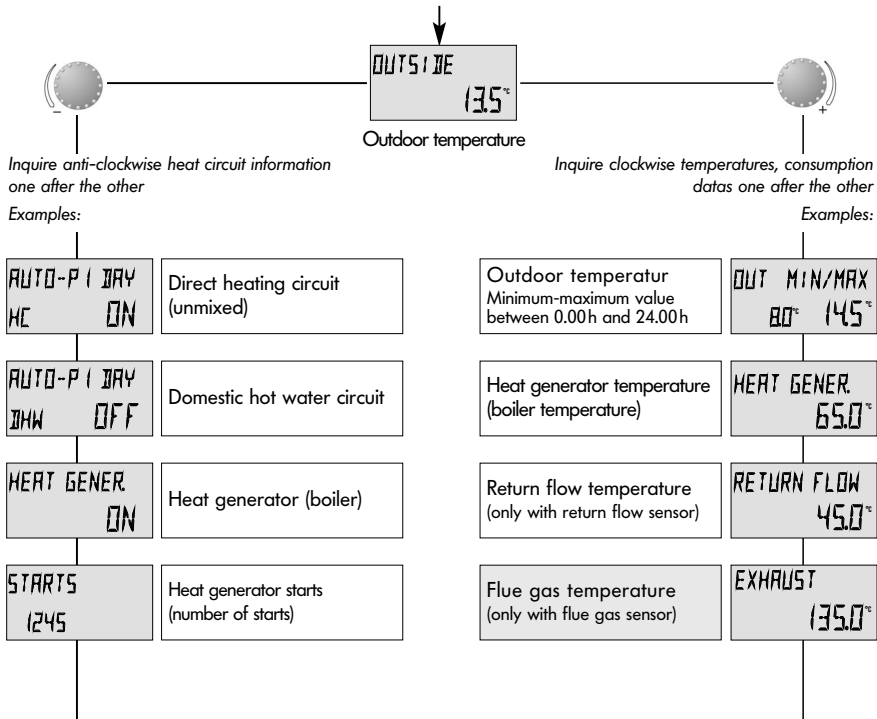 OUTSIDE
13.5°C
Outdoor temperature
–
+
Inquire anti-clockwise heat circuit information
one after the other
Examples:
AUTO-P1 DAY
HC ON
Direct heating circuit
(unmixed)
AUTO-P1 DAY
DHW OFF
Domestic hot water circuit
HEAT GENER.
ON
Heat generator (boiler)
STARTS
1245
Heat generator starts
(number of starts)
Inquire clockwise temperatures, consumption
datas one after the other
Examples:
Outdoor temperatur
Minimum-maximum value
between 0.00h and 24.00h
OUT MIN/MAX
8.0°C 14.5°C
Heat generator temperature
(boiler temperature)
HEAT GENER.
65.0°C
Return flow temperature
(only with return flow sensor)
RETURN FLOW
45.0°C
Flue gas temperature
(only with flue gas sensor)
EXHAUST
135.0°C